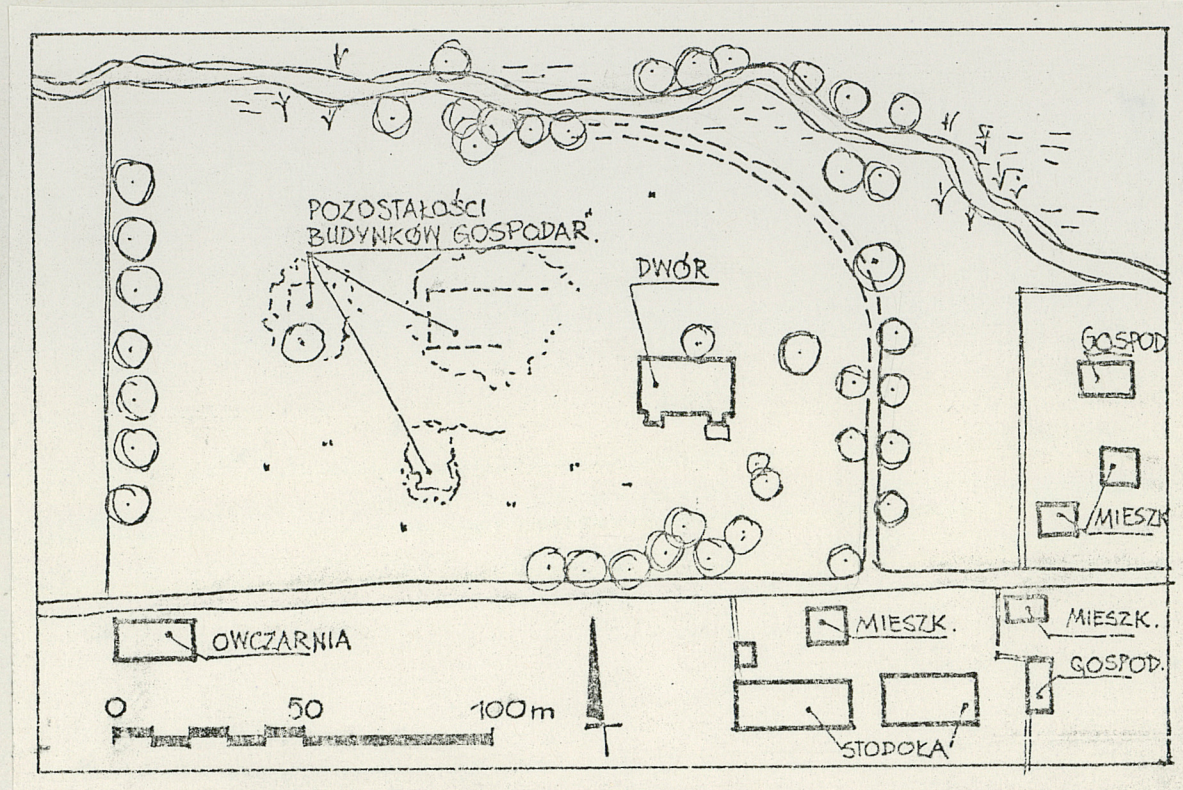 POZOSTAŁOŚCI
BUDYNKÓW GOSPODAR.
DWÓR
GOSPOD
MIESZK
OWCZARNIA
MIESZK.
MIESZK.
GOSPOD.
0 50 100m
STODOŁA